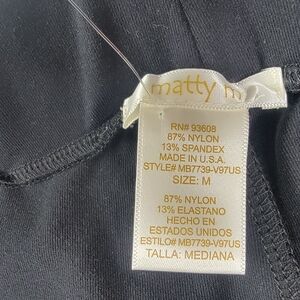 matty m
RN# 93608
87% NYLON
13% SPANDEX
MADE IN U.S.A.
STYLE# MB7739-V97US
SIZE: M
87% NYLON
13% ELASTANO
HECHO EN
ESTADOS UNIDOS
ESTILO# MB7739-V97US
TALLA: MEDIANA